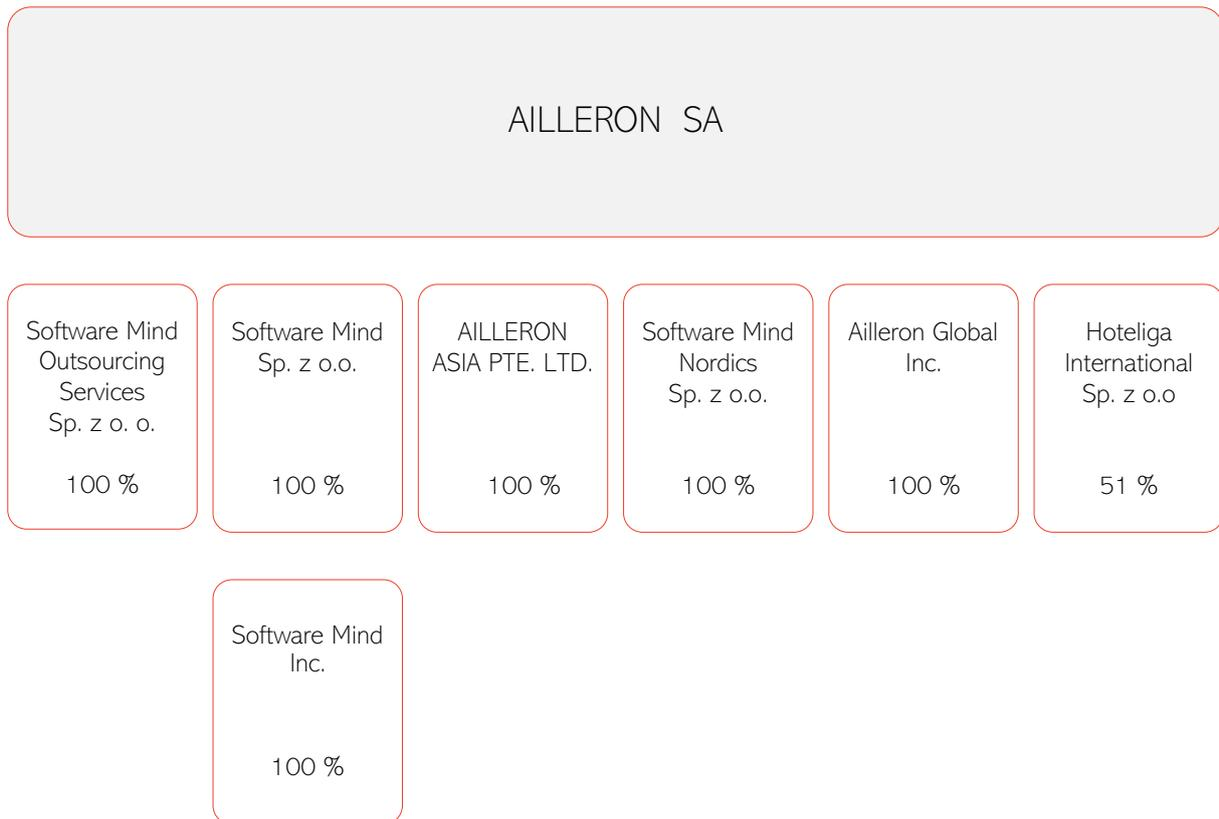 AILLERON SA
Software Mind
Outsourcing
Services
Sp. z o. o.
100 %
Software Mind
Sp. z o.o.
100 %
AILLERON
ASIA PTE. LTD.
100 %
Software Mind
Nordics
Sp. z o.o.
100 %
Ailleron Global
Inc.
100 %
Hoteliga
International
Sp. z o.o
51 %
Software Mind
Inc.
100 %